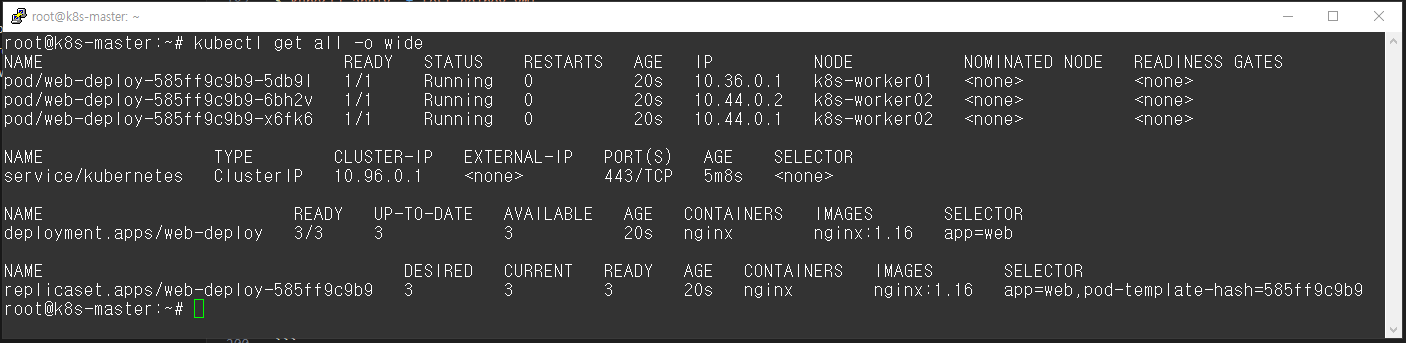 root@k8s-master: ~
root@k8s-master:~# kubectl get all -o wide
NAME READY STATUS RESTARTS AGE IP NODE NOMINATED NODE READINESS GATES
pod/web-deploy-585ff9c9b9-5db9l 1/1 Running 0 20s 10.36.0.1 k8s-worker01 <none> <none>
pod/web-deploy-585ff9c9b9-6bh2v 1/1 Running 0 20s 10.44.0.2 k8s-worker02 <none> <none>
pod/web-deploy-585ff9c9b9-x6fk6 1/1 Running 0 20s 10.44.0.1 k8s-worker02 <none> <none>
NAME TYPE CLUSTER-IP EXTERNAL-IP PORT(S) AGE SELECTOR
service/kubernetes ClusterIP 10.96.0.1 <none> 443/TCP 5m8s <none>
NAME READY UP-TO-DATE AVAILABLE AGE CONTAINERS IMAGES SELECTOR
deployment.apps/web-deploy 3/3 3 3 20s nginx nginx:1.16 app=web
NAME DESIRED CURRENT READY AGE CONTAINERS IMAGES SELECTOR
replicaset.apps/web-deploy-585ff9c9b9 3 3 3 20s nginx nginx:1.16 app=web,pod-template-hash=585ff9c9b9
root@k8s-master:~#